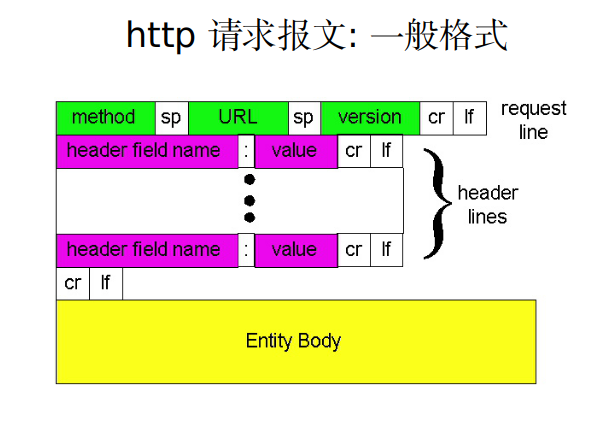 http 请求报文: 一般格式
method sp URL sp version cr lf request line
header field name : value cr lf
header lines
header field name : value cr lf
cr lf
Entity Body